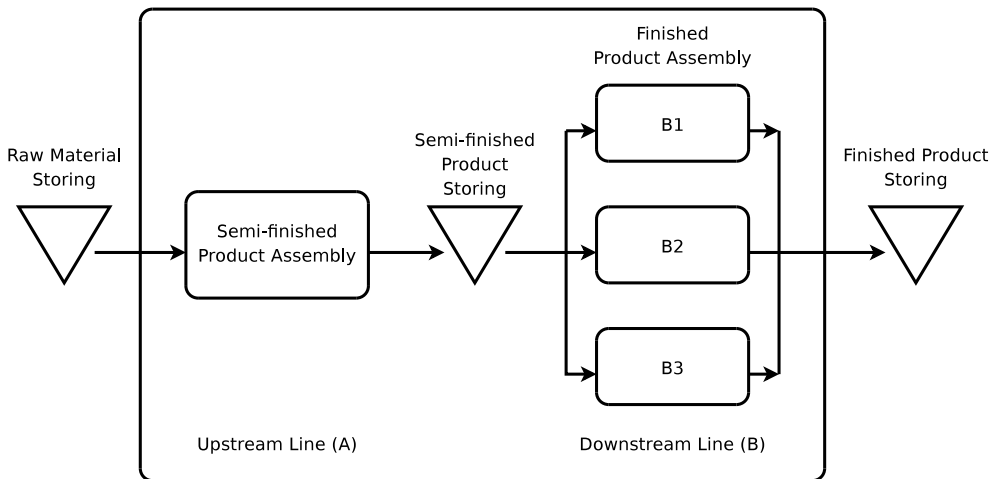 Finished
Product Assembly
B1
Semi-finished
Product
Storing
Raw Material
Storing
Finished Product
Storing
Semi-finished
Product Assembly
B2
B3
Upstream Line (A)
Downstream Line (B)